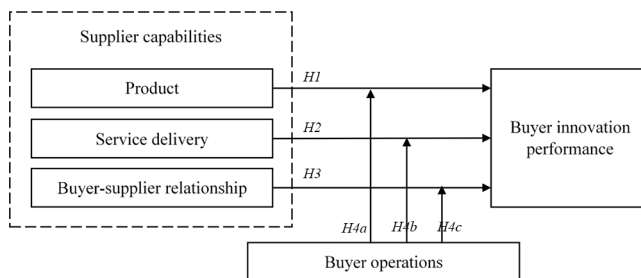 Supplier capabilities
Product
H1
Service delivery
H2
Buyer-supplier relationship
H3
Buyer innovation
performance
H4a
H4b
H4c
Buyer operations